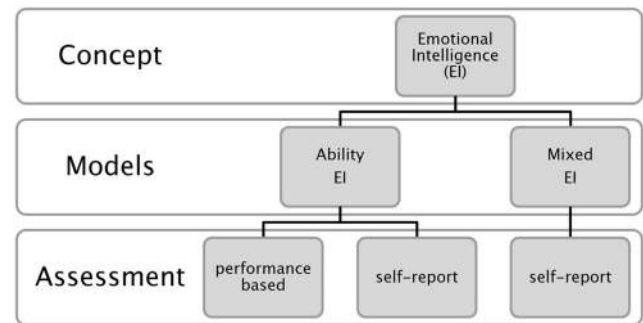 Concept
Emotional
Intelligence
(EI)
Models
Ability
EI
Mixed
EI
Assessment
performance
based
self-report
self-report